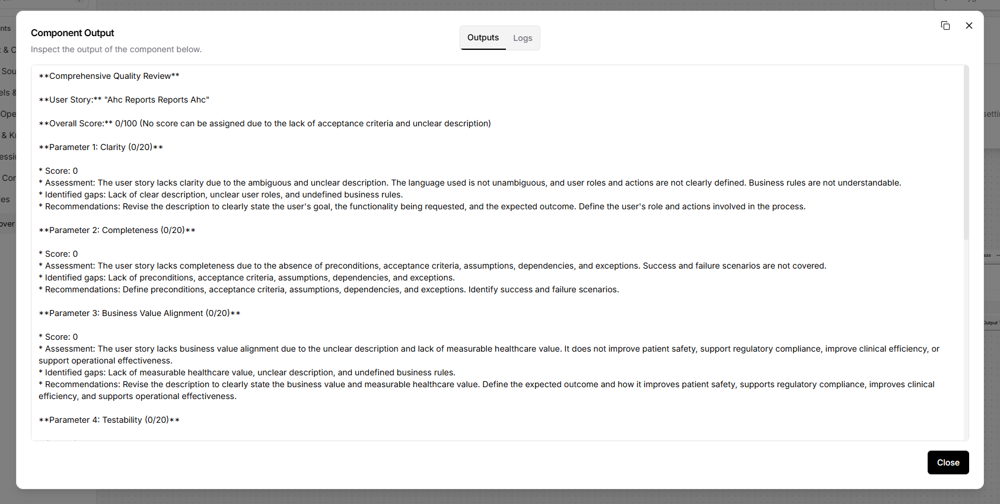 Component Output
Inspect the output of the component below.
Outputs
Logs
**Comprehensive Quality Review**
**User Story:** "Ahc Reports Reports Ahc"
**Overall Score:** 0/100 (No score can be assigned due to the lack of acceptance criteria and unclear description)
**Parameter 1: Clarity (0/20)**
* Score: 0
* Assessment: The user story lacks clarity due to the ambiguous and unclear description. The language used is not unambiguous, and user roles and actions are not clearly defined. Business rules are not understandable.
* Identified gaps: Lack of clear description, unclear user roles, and undefined business rules.
* Recommendations: Revise the description to clearly state the user's goal, the functionality being requested, and the expected outcome. Define the user's role and actions involved in the process.
**Parameter 2: Completeness (0/20)**
* Score: 0
* Assessment: The user story lacks completeness due to the absence of preconditions, acceptance criteria, assumptions, dependencies, and exceptions. Success and failure scenarios are not covered.
* Identified gaps: Lack of preconditions, acceptance criteria, assumptions, dependencies, and exceptions.
* Recommendations: Define preconditions, acceptance criteria, assumptions, dependencies, and exceptions. Identify success and failure scenarios.
**Parameter 3: Business Value Alignment (0/20)**
* Score: 0
* Assessment: The user story lacks business value alignment due to the unclear description and lack of measurable healthcare value. It does not improve patient safety, support regulatory compliance, improve clinical efficiency, or
support operational effectiveness.
* Identified gaps: Lack of measurable healthcare value, unclear description, and undefined business rules.
* Recommendations: Revise the description to clearly state the business value and measurable healthcare value. Define the expected outcome and how it improves patient safety, supports regulatory compliance, improves clinical
efficiency, and supports operational effectiveness.
**Parameter 4: Testability (0/20)**
Close
nts
& C
Sou
els &
Ope
& Kr
essin
Con
ies
over
setti
Output